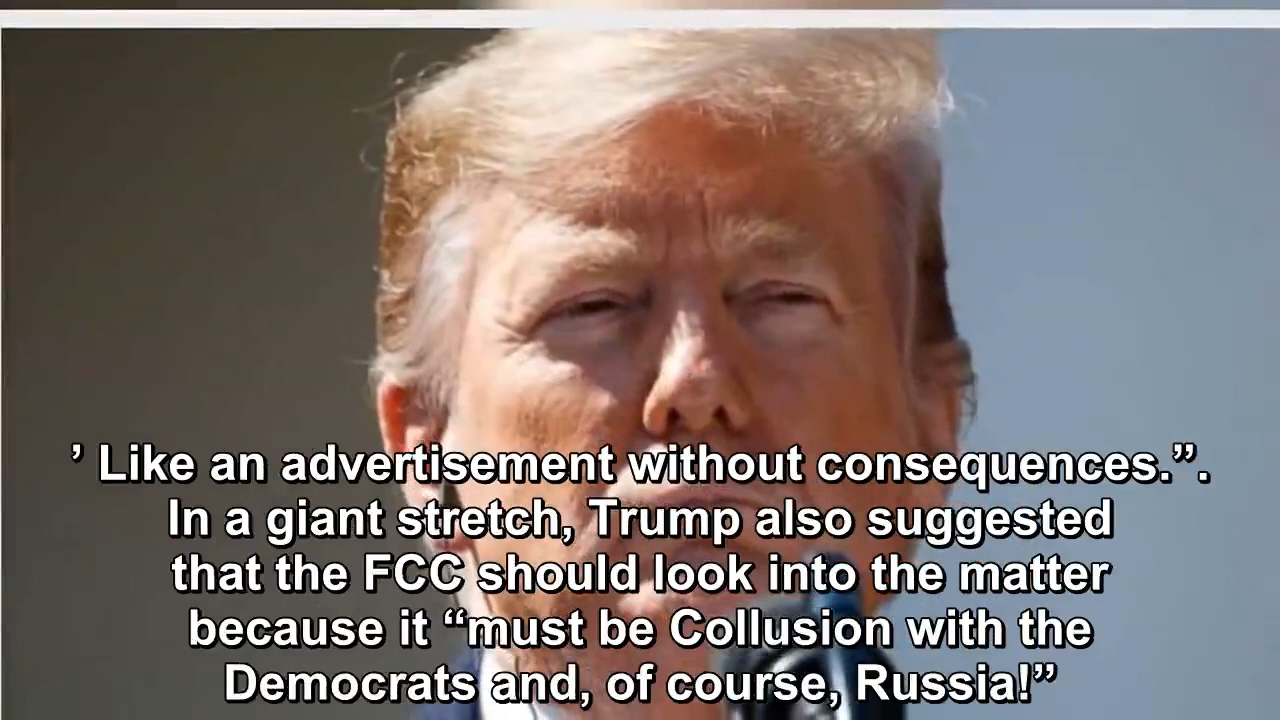 ’ Like an advertisement without consequences.”.
In a giant stretch, Trump also suggested
that the FCC should look into the matter
because it “must be Collusion with the
Democrats and, of course, Russia!”